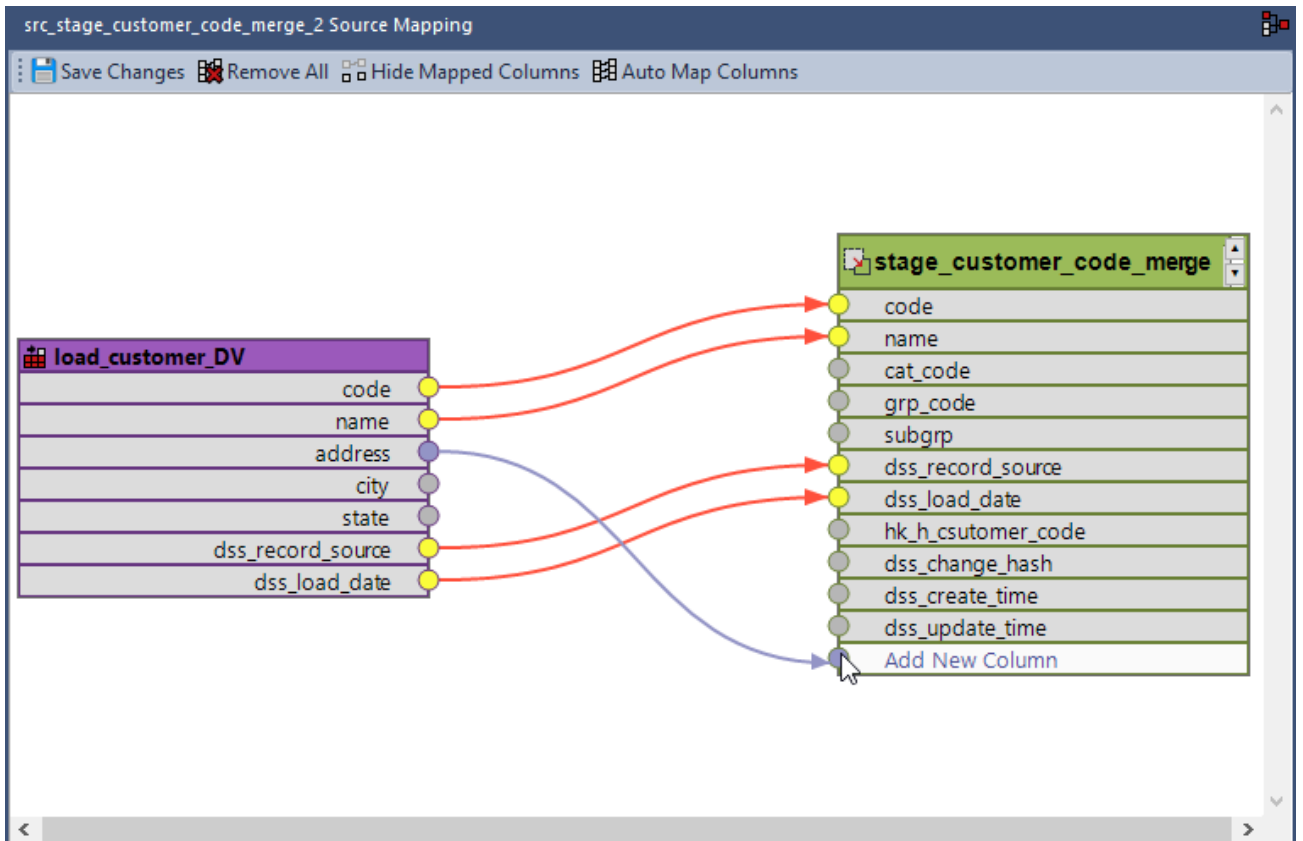 src_stage_customer_code_merge_2 Source Mapping
Save Changes Remove All Hide Mapped Columns Auto Map Columns
load_customer_DV
code
name
address
city
state
dss_record_source
dss_load_date
stage_customer_code_merge
code
name
cat_code
grp_code
subgrp
dss_record_source
dss_load_date
hk_h_csutomer_code
dss_change_hash
dss_create_time
dss_update_time
Add New Column